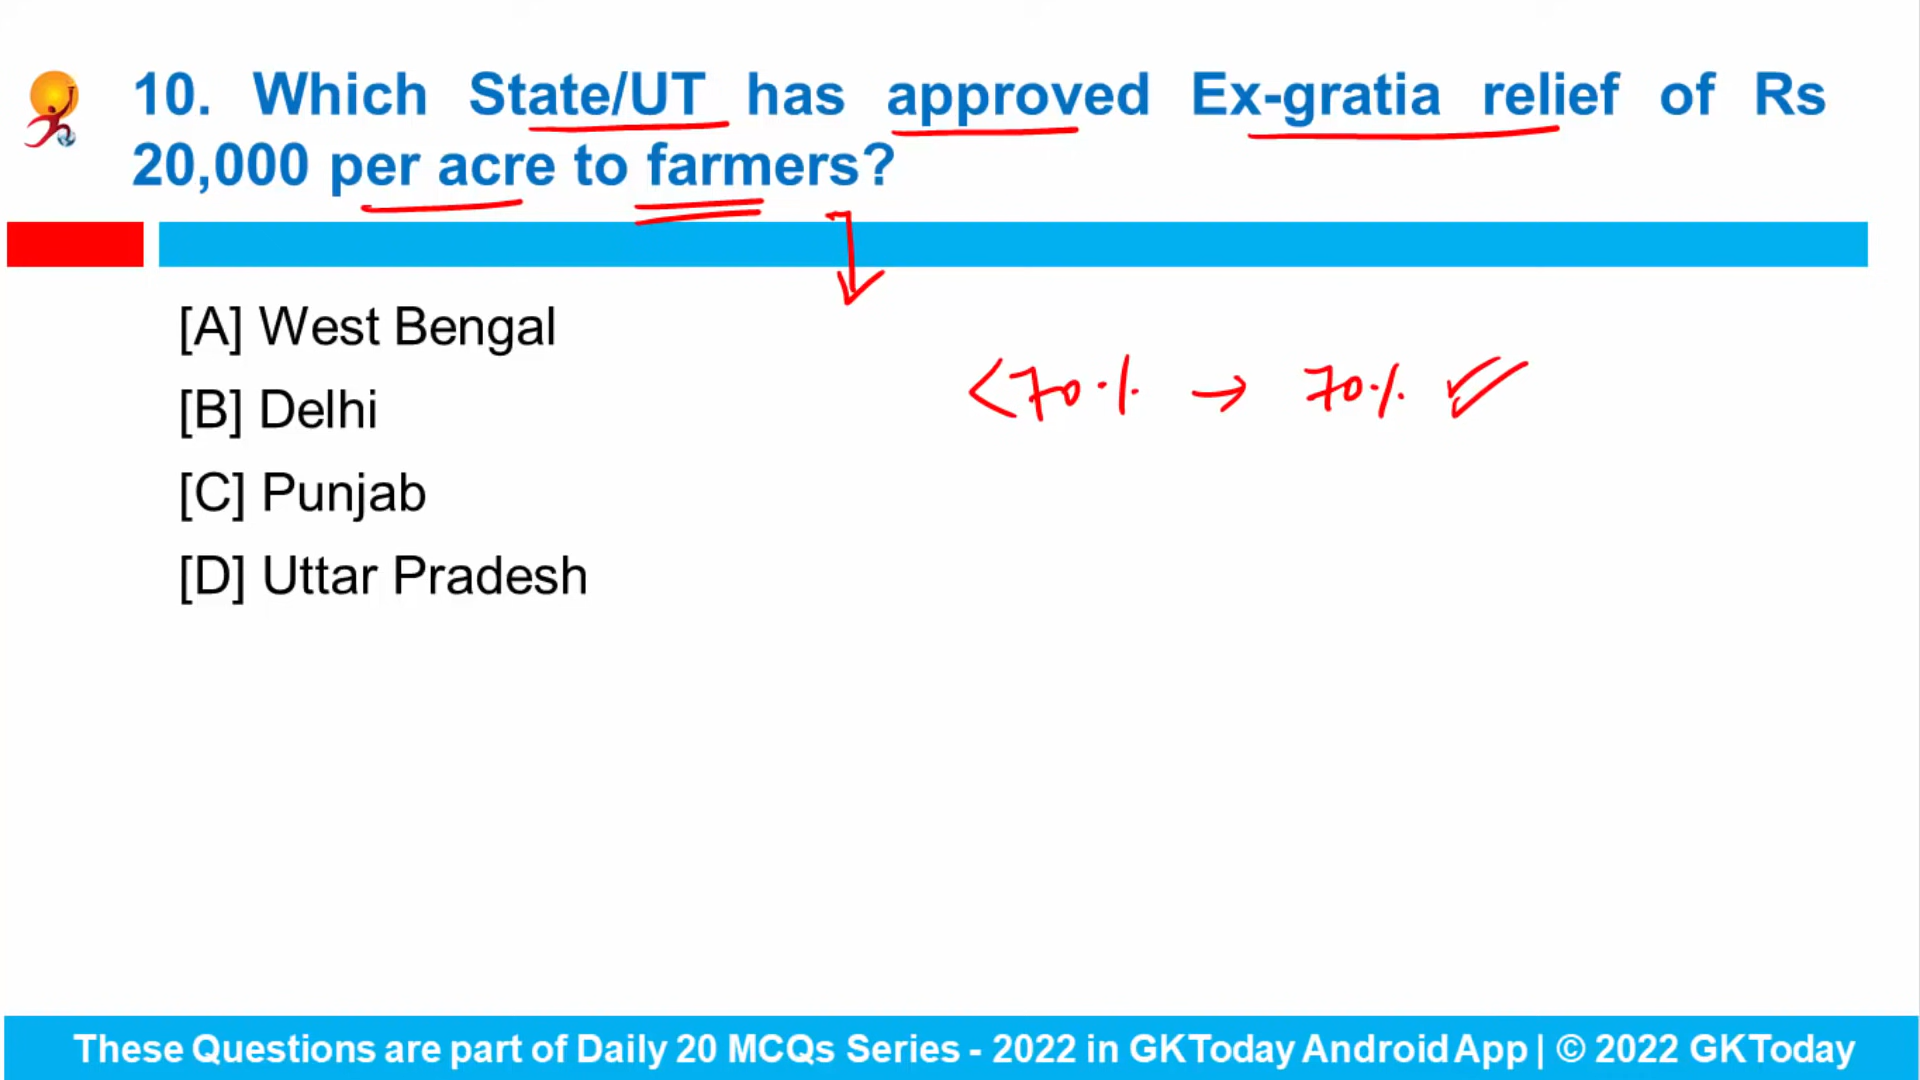 10. Which State/UT has approved Ex-gratia relief of Rs
20,000 per acre to farmers?
[A] West Bengal
[B] Delhi
[C] Punjab
[D] Uttar Pradesh
<70% → 70% ✓
These Questions are part of Daily 20 MCQs Series - 2022 in GKToday Android App | © 2022 GKToday